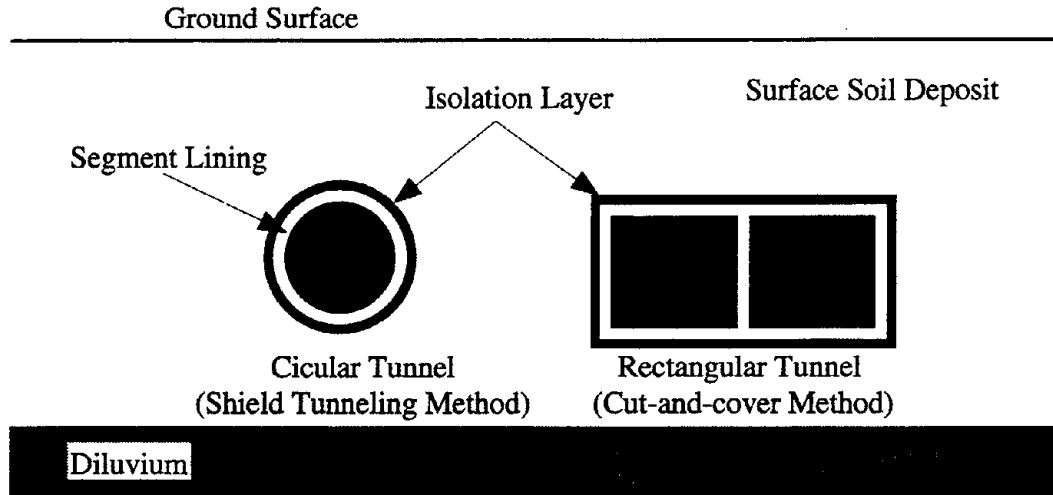 Ground Surface
Isolation Layer
Surface Soil Deposit
Segment Lining
Cicular Tunnel
(Shield Tunneling Method)
Rectangular Tunnel
(Cut-and-cover Method)
Diluvium